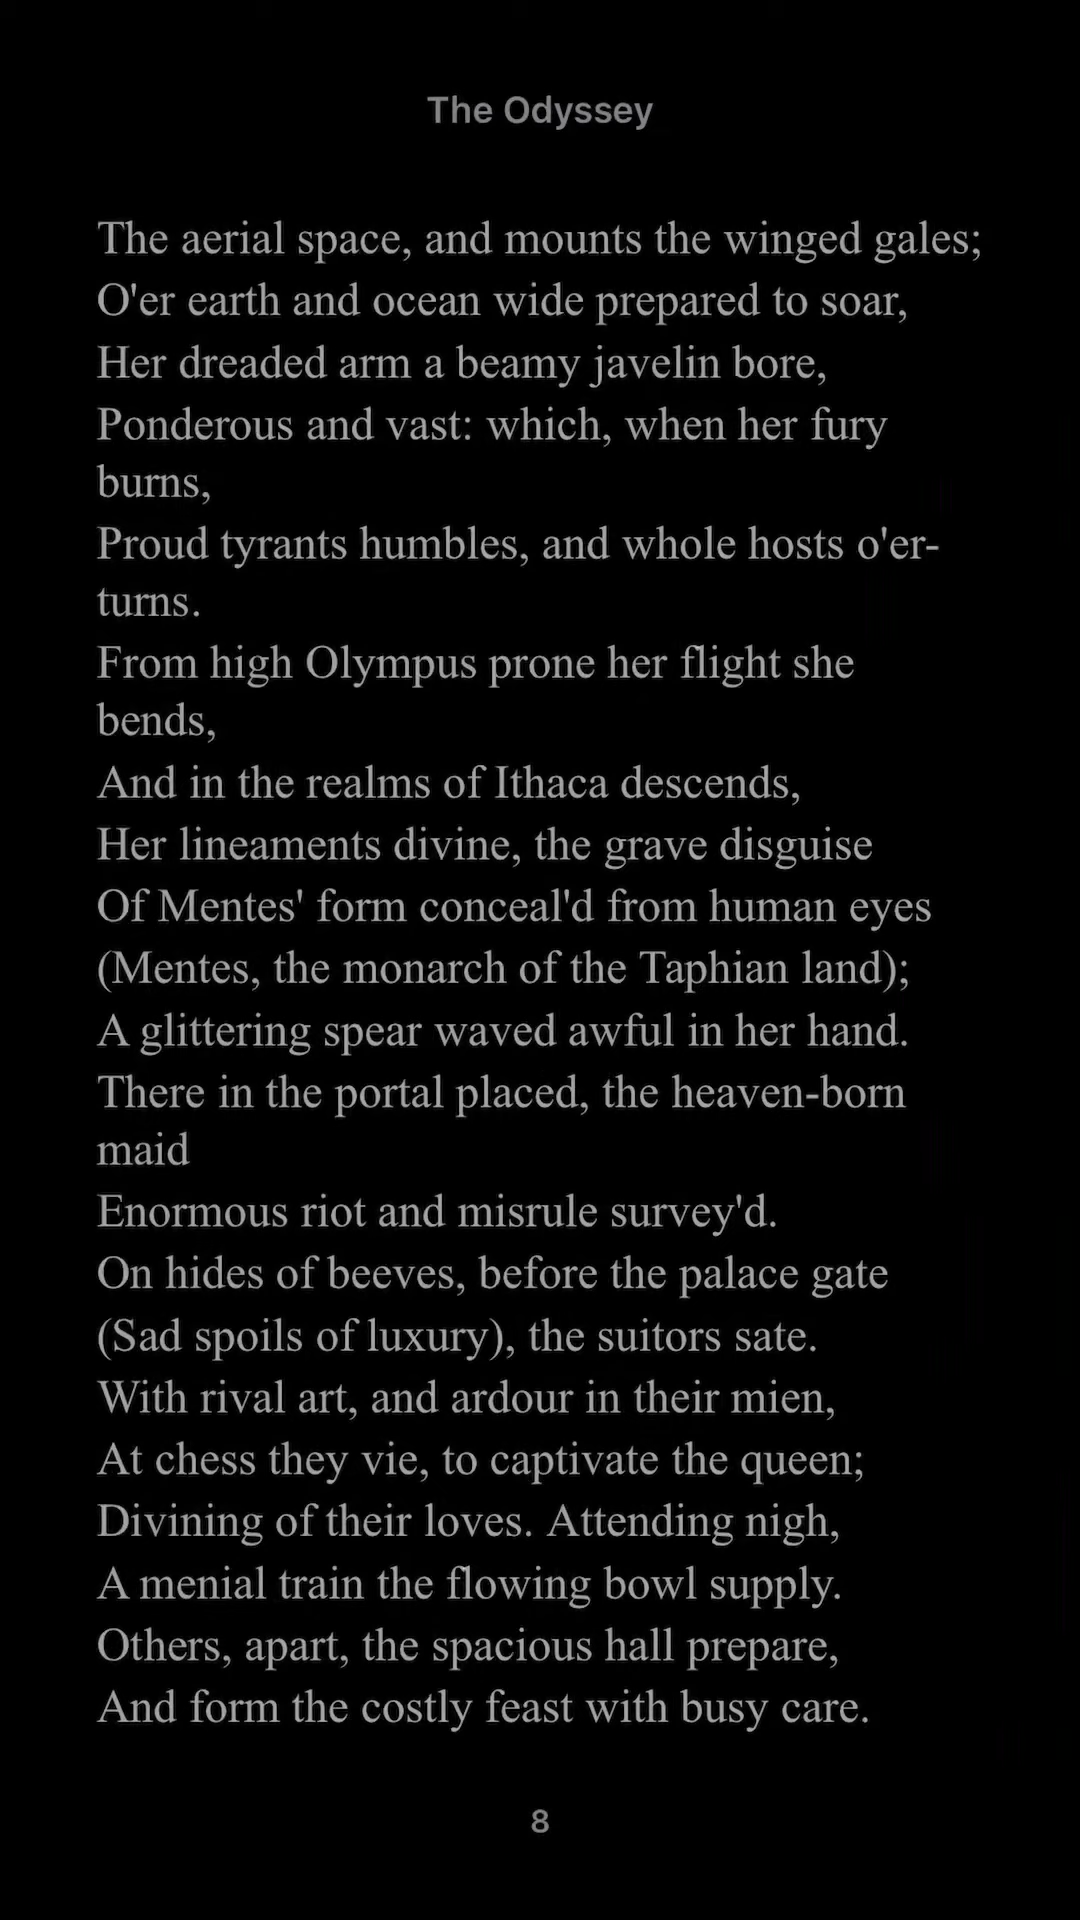 The Odyssey
The aerial space, and mounts the winged gales;
O'er earth and ocean wide prepared to soar,
Her dreaded arm a beamy javelin bore,
Ponderous and vast: which, when her fury
burns,
Proud tyrants humbles, and whole hosts o'er-
turns.
From high Olympus prone her flight she
bends,
And in the realms of Ithaca descends,
Her lineaments divine, the grave disguise
Of Mentes' form conceal'd from human eyes
(Mentes, the monarch of the Taphian land);
A glittering spear waved awful in her hand.
There in the portal placed, the heaven-born
maid
Enormous riot and misrule survey'd.
On hides of beeves, before the palace gate
(Sad spoils of luxury), the suitors sate.
With rival art, and ardour in their mien,
At chess they vie, to captivate the queen;
Divining of their loves. Attending nigh,
A menial train the flowing bowl supply.
Others, apart, the spacious hall prepare,
And form the costly feast with busy care.
8